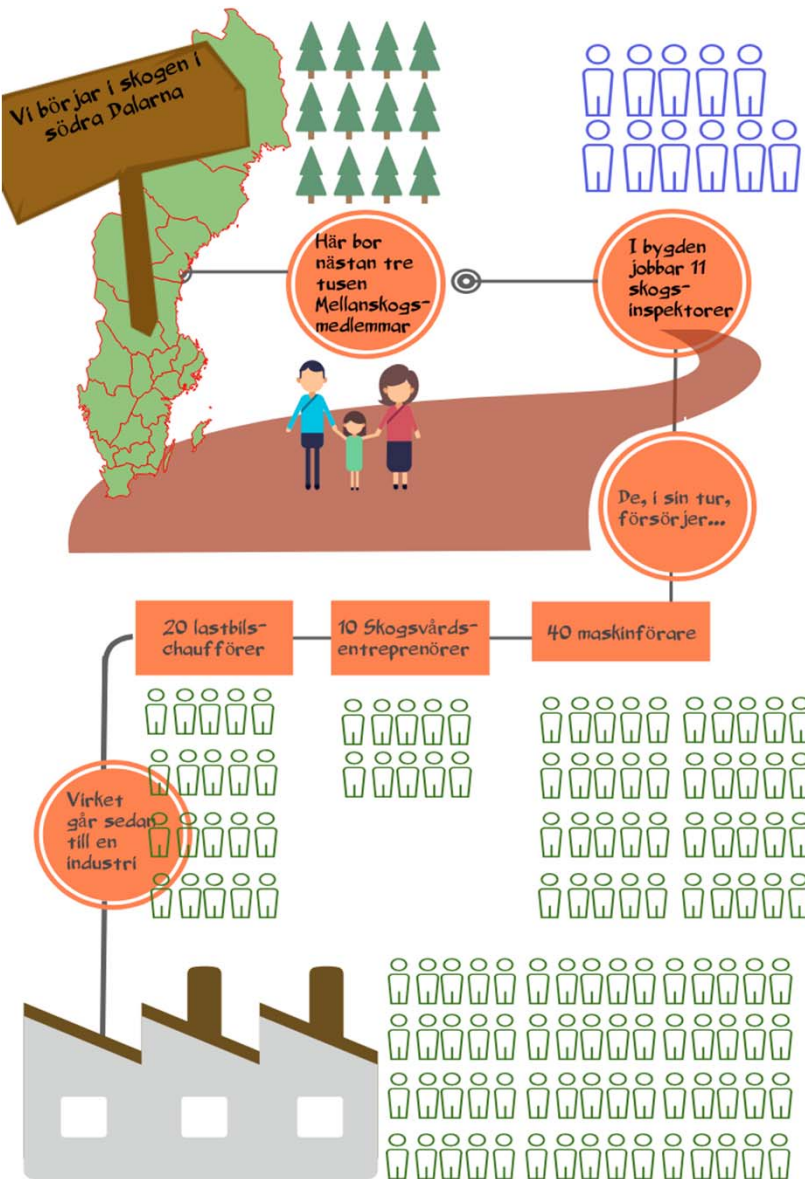 Vi börjar i skogen i
södra Dalarna
Här bor
nästan tre
tusen
Mellanskogs-
medlemmar
I bygden
jobbar 11
skogs-
inspektorer
De, i sin tur,
försörjer...
40 maskinförare
10 Skogsvårds-
entreprenörer
20 lastbils-
chaufförer
Virket
går sedan
till en
industri